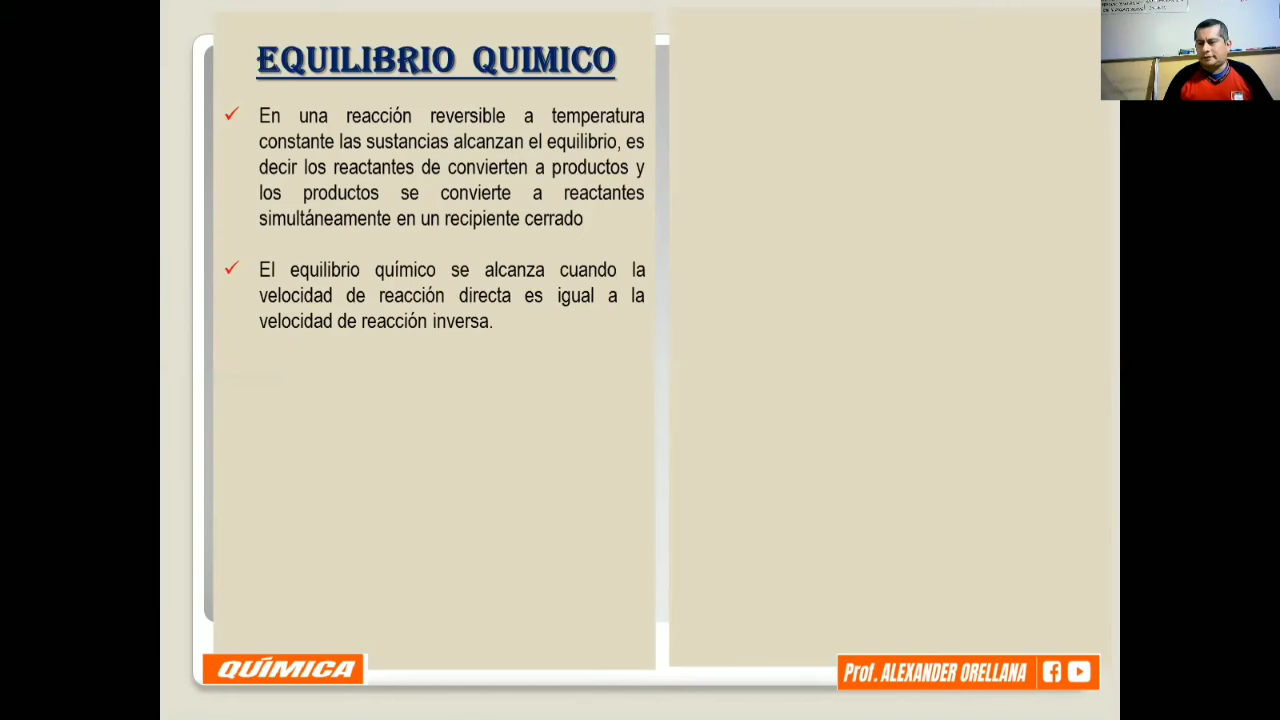 EQUILIBRIO QUIMICO
✓ En una reacción reversible a temperatura
constante las sustancias alcanzan el equilibrio, es
decir los reactantes de convierten a productos y
los productos se convierte a reactantes
simultáneamente en un recipiente cerrado
✓ El equilibrio químico se alcanza cuando la
velocidad de reacción directa es igual a la
velocidad de reacción inversa.
QUÍMICA
Prof. ALEXANDER ORELLANA